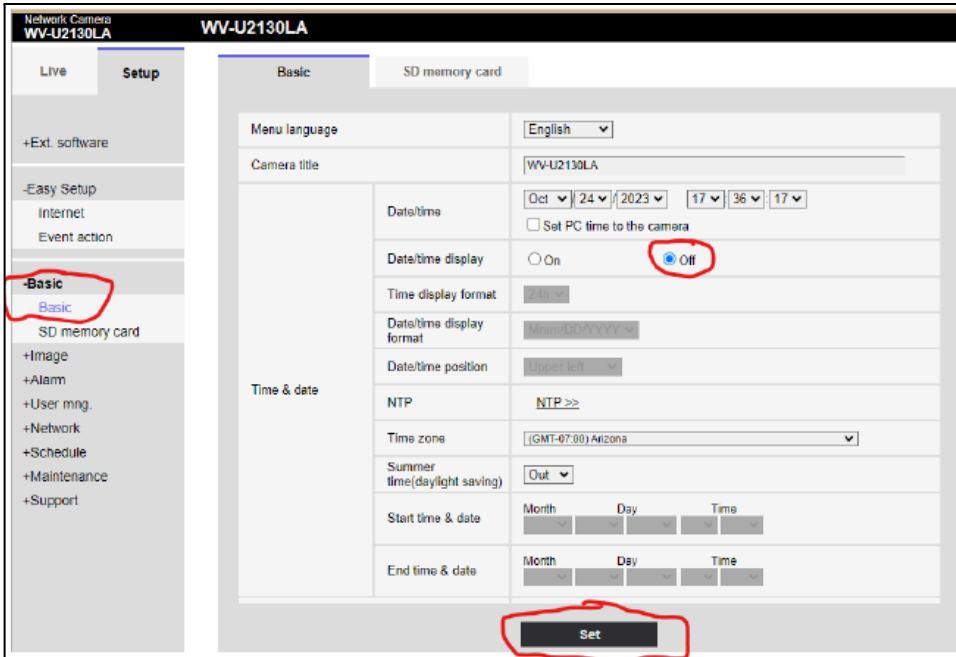 Network Camera
WV-U2130LA
WV-U2130LA
Live Setup
Basic SD memory card
+Ext. software
-Easy Setup
Internet
Event action
-Basic
Basic
SD memory card
+Image
+Alarm
+User mng.
+Network
+Schedule
+Maintenance
+Support
Menu language English
Camera title WV-U2130LA
Time & date
Date/time Oct / 24 / 2023 17 : 36 : 17
Set PC time to the camera
Date/time display On Off
Time display format 24h
Date/time display
format Mmm/DD/YYYY
Date/time position Upper left
NTP NTP >>
Time zone (GMT-07:00) Arizona
Summer
time(daylight saving) Out
Start time & date Month Day Time
End time & date Month Day Time
Set